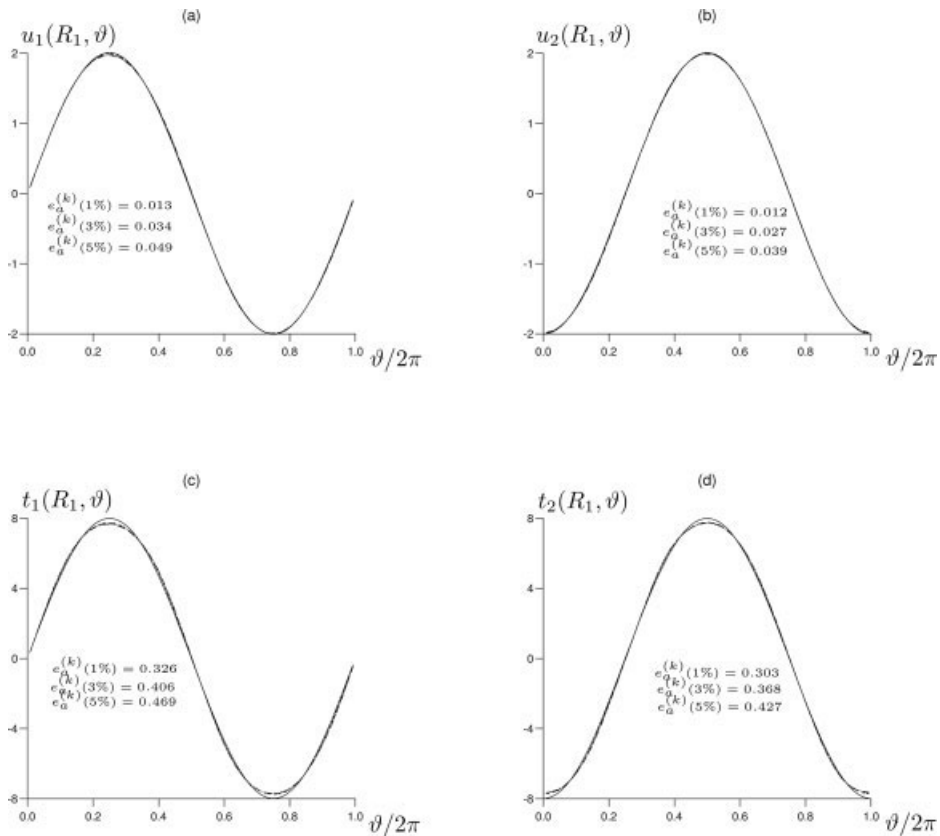 (a)
u₁(R₁, ϑ)
2
1
0
-1
-2
e_a^(k)(1%) = 0.013
e_a^(k)(3%) = 0.034
e_a^(k)(5%) = 0.049
0.0 0.2 0.4 0.6 0.8 1.0
ϑ/2π
(b)
u₂(R₁, ϑ)
2
1
0
-1
-2
e_a^(k)(1%) = 0.012
e_a^(k)(3%) = 0.027
e_a^(k)(5%) = 0.039
0.0 0.2 0.4 0.6 0.8 1.0
ϑ/2π
(c)
t₁(R₁, ϑ)
8
4
0
-4
-8
e_a^(k)(1%) = 0.326
e_a^(k)(3%) = 0.406
e_a^(k)(5%) = 0.469
0.0 0.2 0.4 0.6 0.8 1.0
ϑ/2π
(d)
t₂(R₁, ϑ)
8
4
0
-4
-8
e_a^(k)(1%) = 0.303
e_a^(k)(3%) = 0.368
e_a^(k)(5%) = 0.427
0.0 0.2 0.4 0.6 0.8 1.0
ϑ/2π